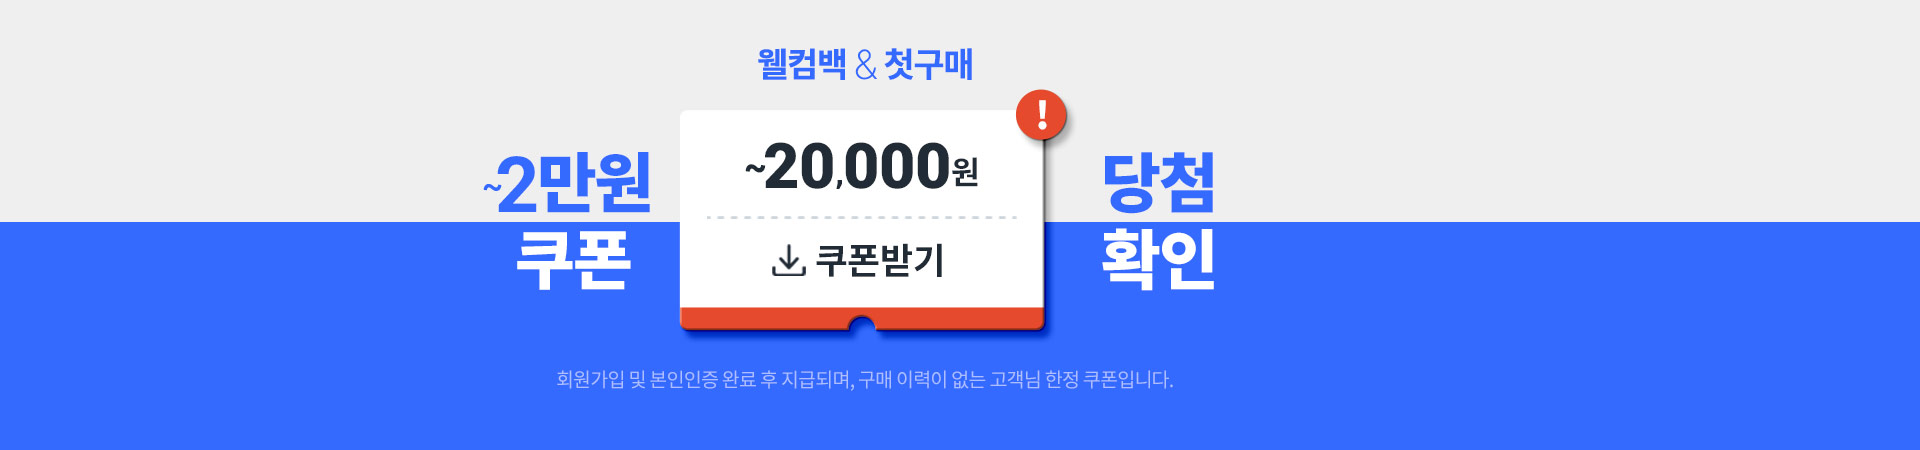 웰컴백 & 첫구매
~2만원
쿠폰
~20,000원
쿠폰받기
!
당첨
확인
회원가입 및 본인인증 완료 후 지급되며, 구매 이력이 없는 고객님 한정 쿠폰입니다.